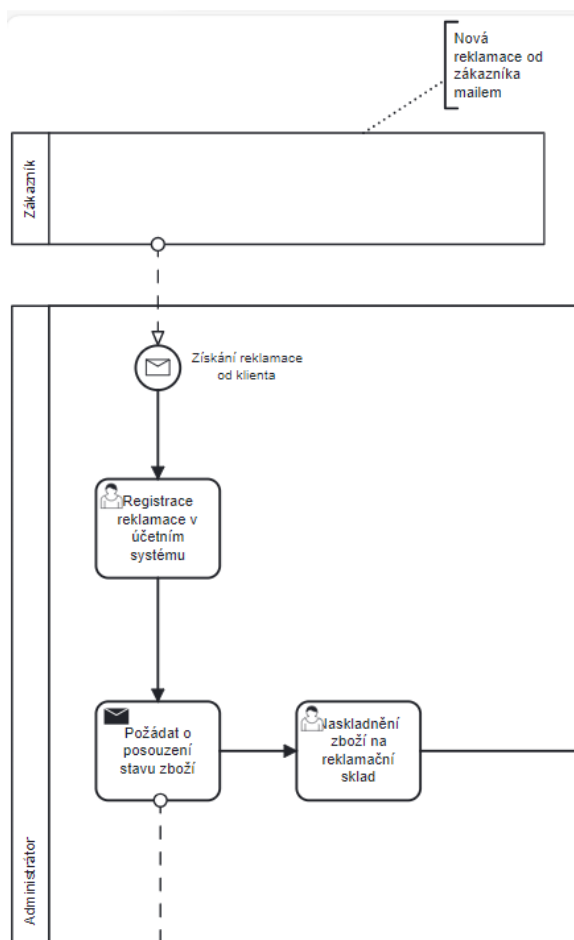 Nová
reklamace od
zákazníka
mailem
Zákazník
Získání reklamace
od klienta
Registrace
reklamace v
účetním
systému
Požádat o
posouzení
stavu zboží
Naskladnění
zboží na
reklamační
sklad
Administrátor